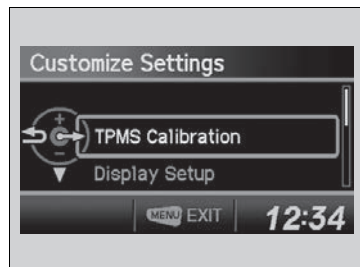 Customize Settings
+
TPMS Calibration
−
Display Setup
MENU EXIT
12:34